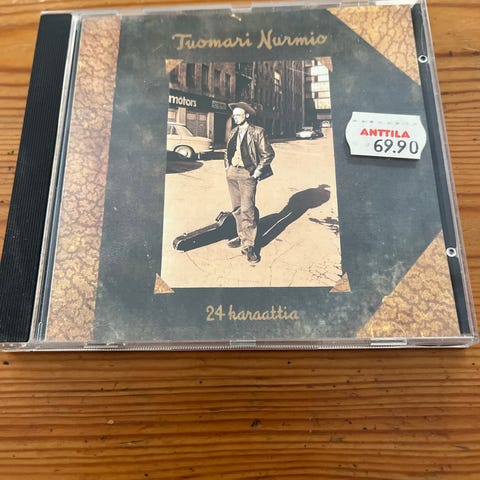 Tuomari Nurmio
motors
ANTTILA
69.90
24 karaattia